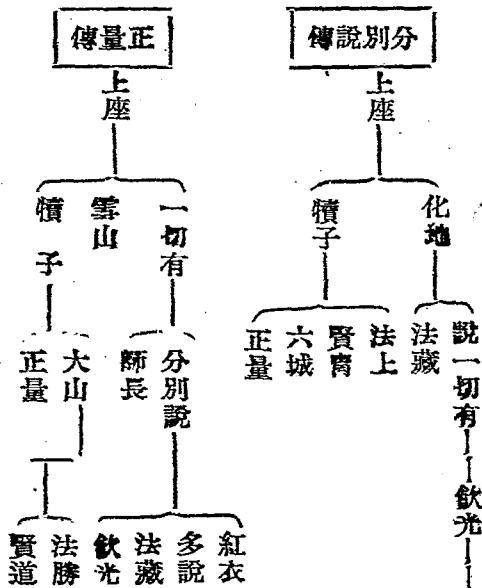 分別說傳
上座
化地
犢子
說一切有
法藏
法上
賢冑
六城
正量
飲光
正量傳
上座
一切有
雪山
犢子
分別說
師長
大山
正量
紅衣
多說
法藏
飲光
法勝
賢道